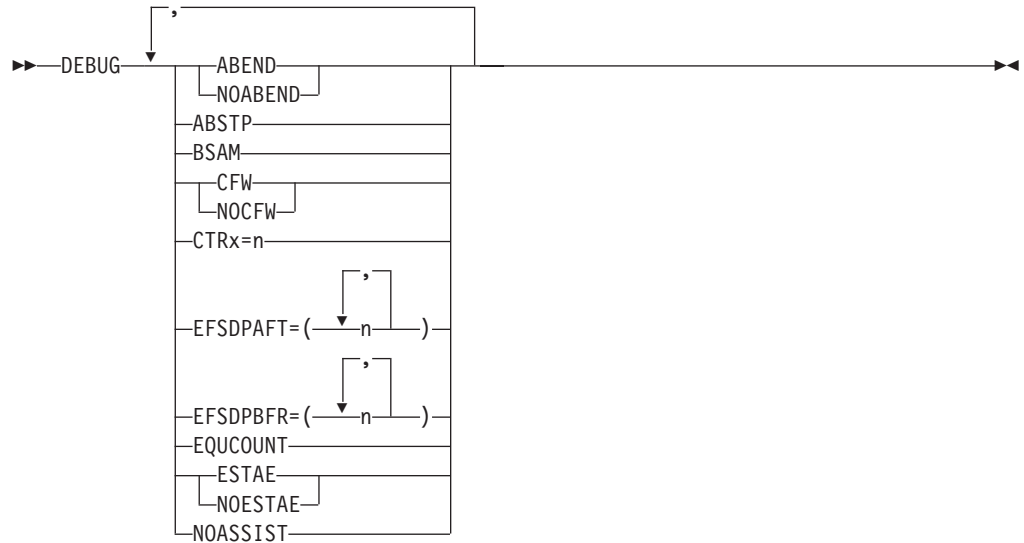 ,
DEBUG ABEND
NOABEND
ABSTP
BSAM
CFW
NOCFW
CTRx=n
,
EFSDPAFT=( n )
,
EFSDPBFR=( n )
EQUCOUNT
ESTAE
NOESTAE
NOASSIST